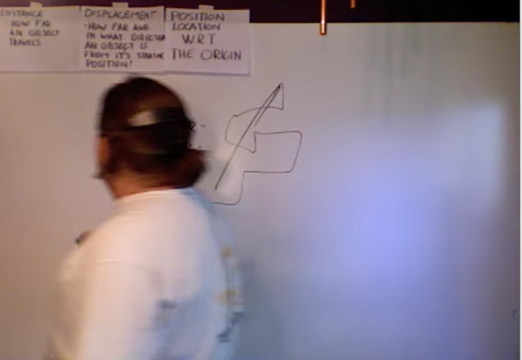 DISTANCE
- HOW FAR
AN OBJECT
TRAVELS
DISPLACEMENT
- HOW FAR AND
IN WHAT DIRECTION
AN OBJECT IS
FROM IT'S
POSITION!
POSITION
LOCATION
WRT
THE ORIGIN